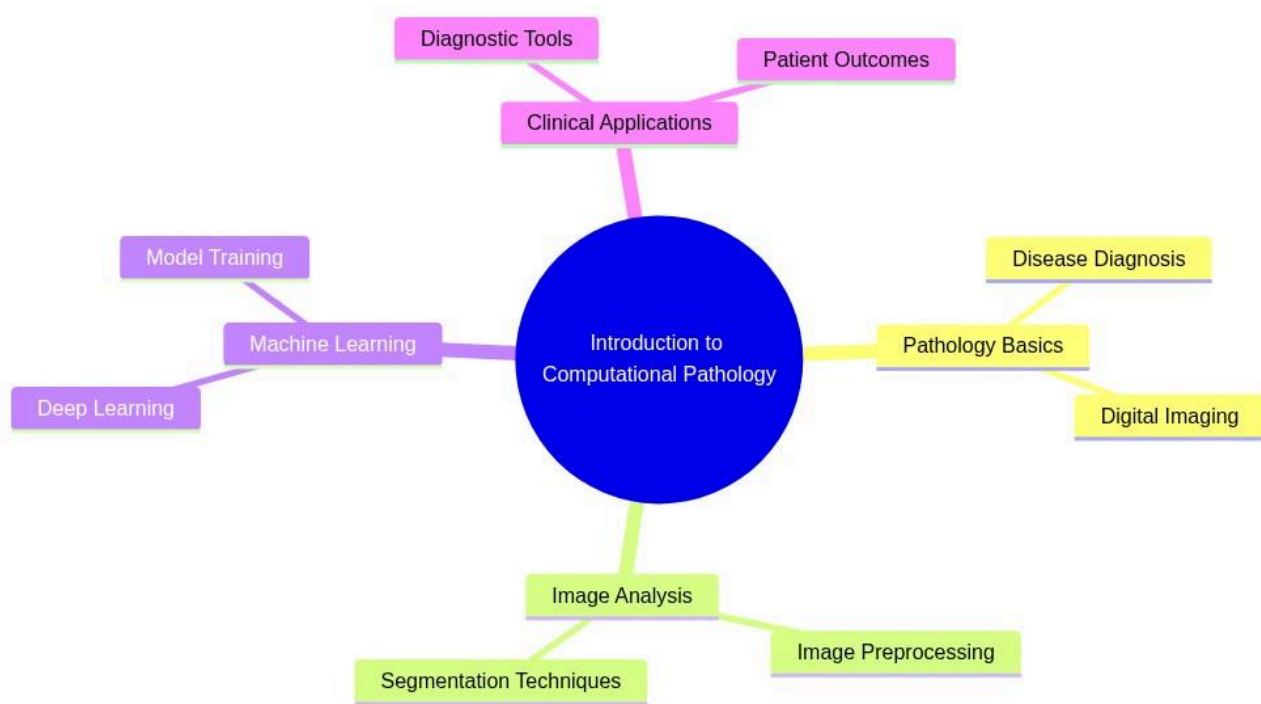 Diagnostic Tools
Patient Outcomes
Clinical Applications
Model Training
Disease Diagnosis
Machine Learning
Introduction to
Computational Pathology
Pathology Basics
Deep Learning
Digital Imaging
Image Analysis
Image Preprocessing
Segmentation Techniques